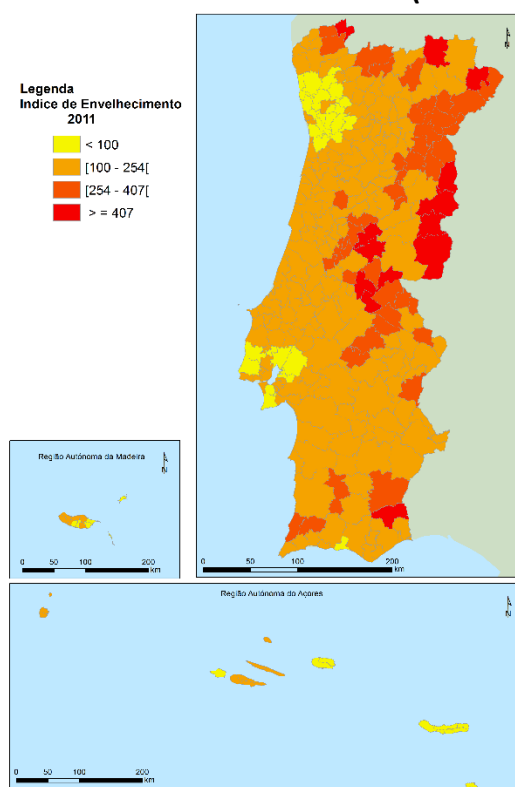 Legenda
Indice de Envelhecimento
2011
< 100
[100 - 254[
[254 - 407[
> = 407
N
0 50 100 200
km
Região Autónoma da Madeira
N
0 50 100 200
km
Região Autónoma do Açores
N
0 50 100 200
km